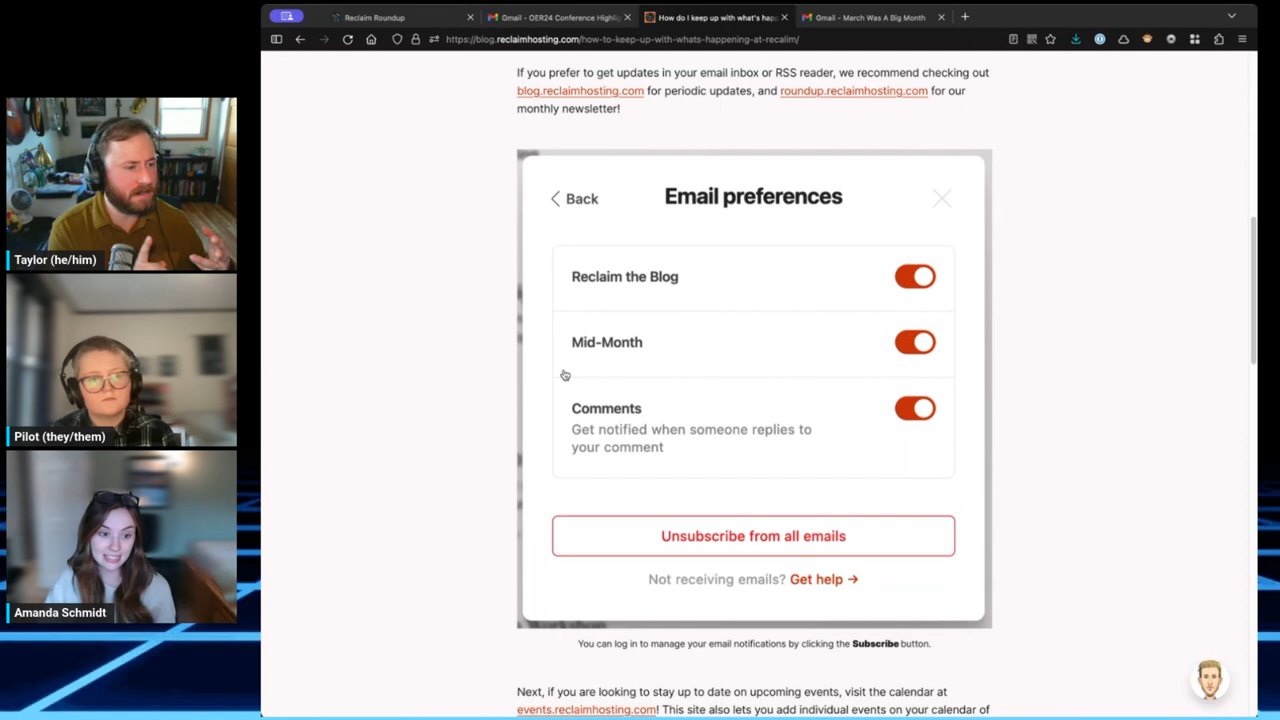 Reclaim Roundup
Gmail - OER24 Conference Highlig
How do I keep up with what's hap
Gmail - March Was A Big Month
https://blog.reclaimhosting.com/how-to-keep-up-with-whats-happening-at-recalim/
Taylor (he/him)
Pilot (they/them)
Amanda Schmidt
If you prefer to get updates in your email inbox or RSS reader, we recommend checking out
blog.reclaimhosting.com for periodic updates, and roundup.reclaimhosting.com for our
monthly newsletter!
Back
Email preferences
Reclaim the Blog
Mid-Month
Comments
Get notified when someone replies to
your comment
Unsubscribe from all emails
Not receiving emails? Get help →
You can log in to manage your email notifications by clicking the Subscribe button.
Next, if you are looking to stay up to date on upcoming events, visit the calendar at
events.reclaimhosting.com! This site also lets you add individual events on your calendar of